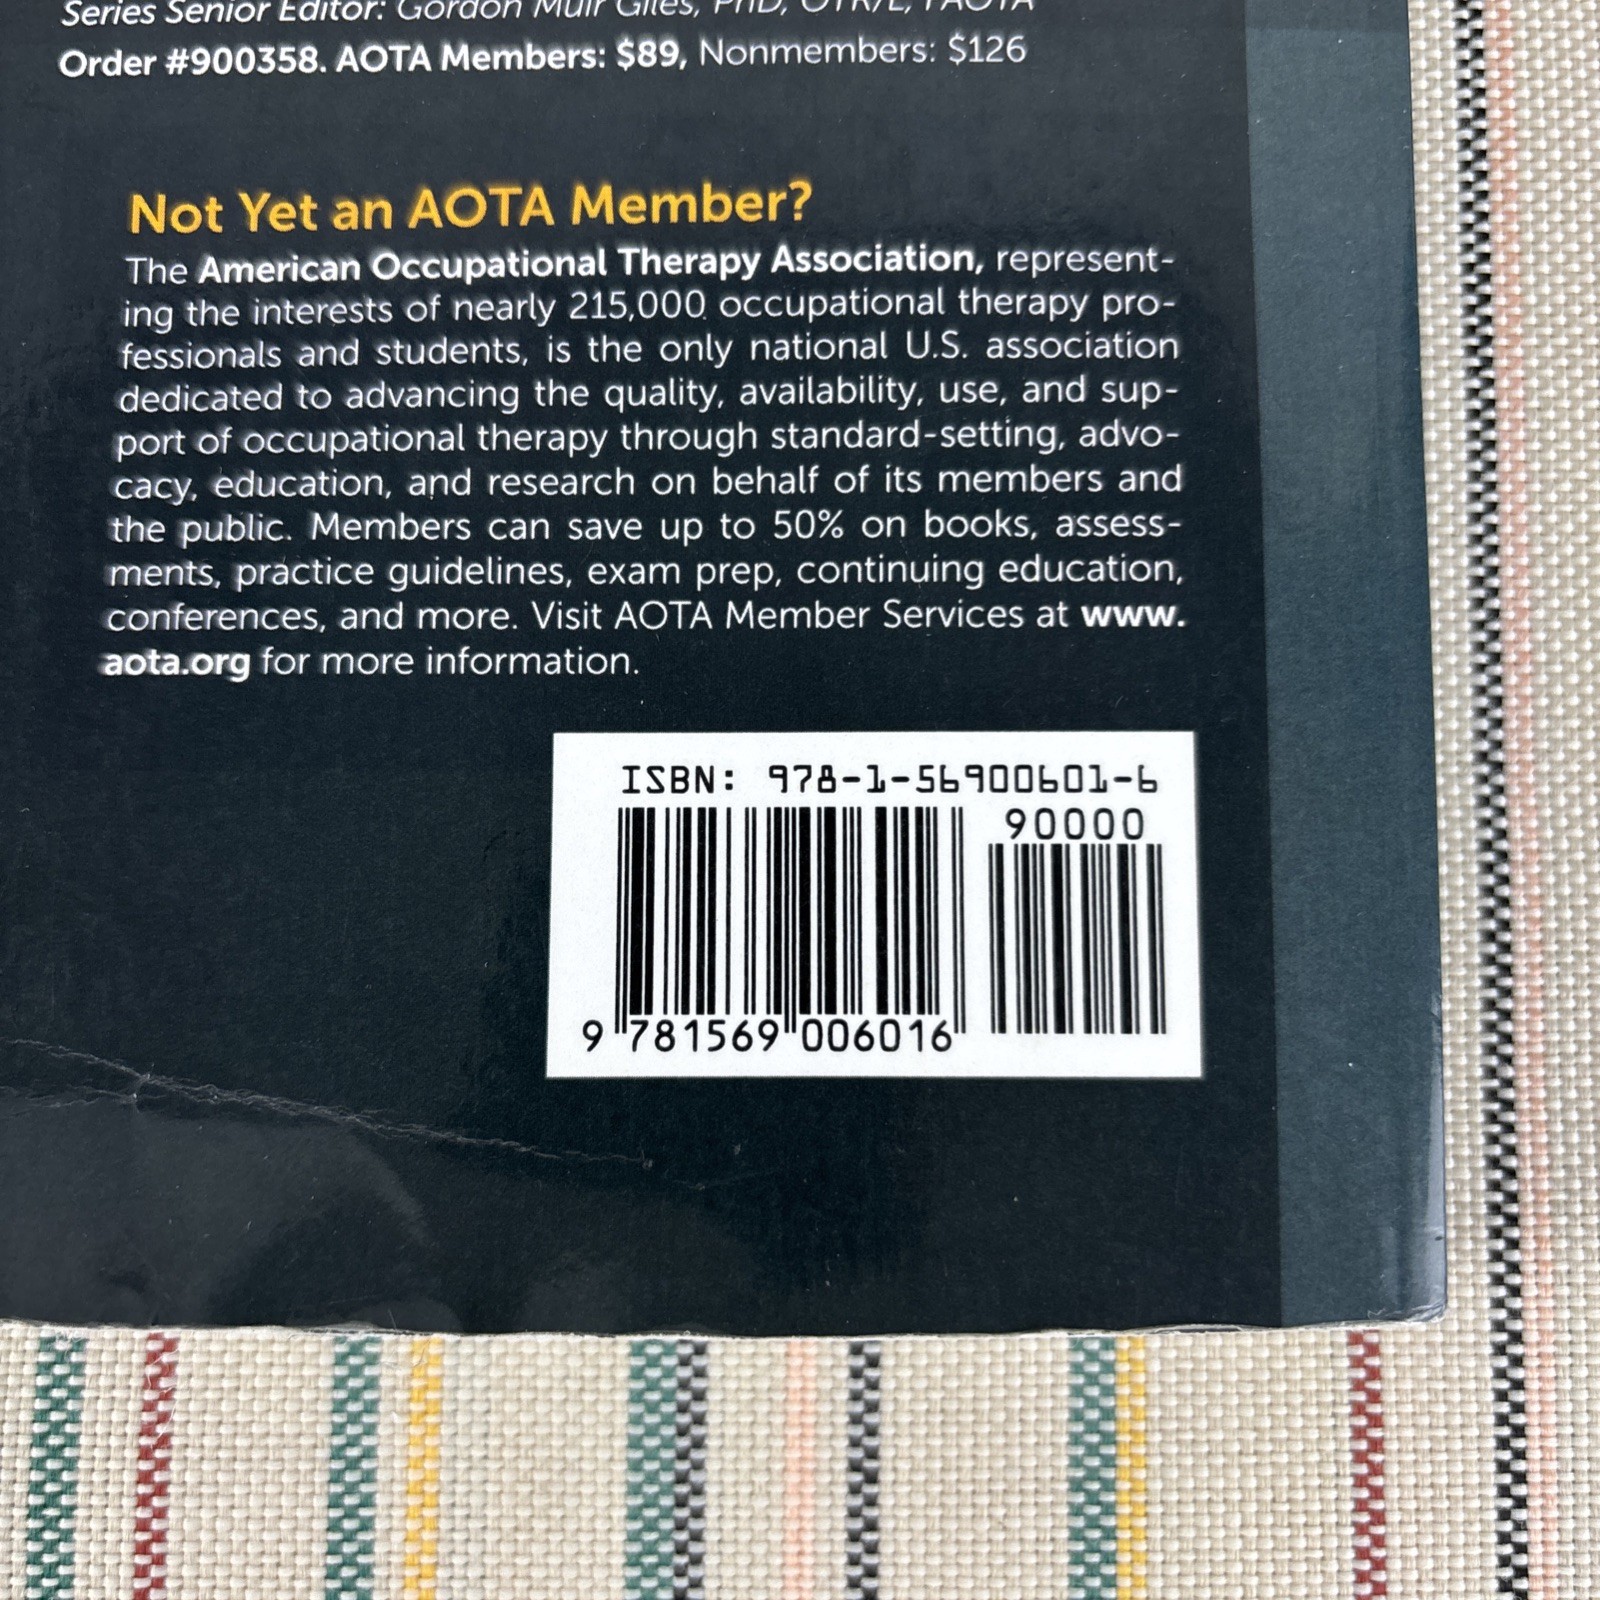 Series Senior Editor: Gordon Muir Giles, PhD, OTR/L, FAOTA
Order #900358. AOTA Members: $89, Nonmembers: $126
Not Yet an AOTA Member?
The American Occupational Therapy Association, represent-
ing the interests of nearly 215,000 occupational therapy pro-
fessionals and students, is the only national U.S. association
dedicated to advancing the quality, availability, use, and sup-
port of occupational therapy through standard-setting, advo-
cacy, education, and research on behalf of its members and
the public. Members can save up to 50% on books, assess-
ments, practice guidelines, exam prep, continuing education,
conferences, and more. Visit AOTA Member Services at www.
aota.org for more information.
ISBN: 978-1-56900601-6
90000
9 781569 006016